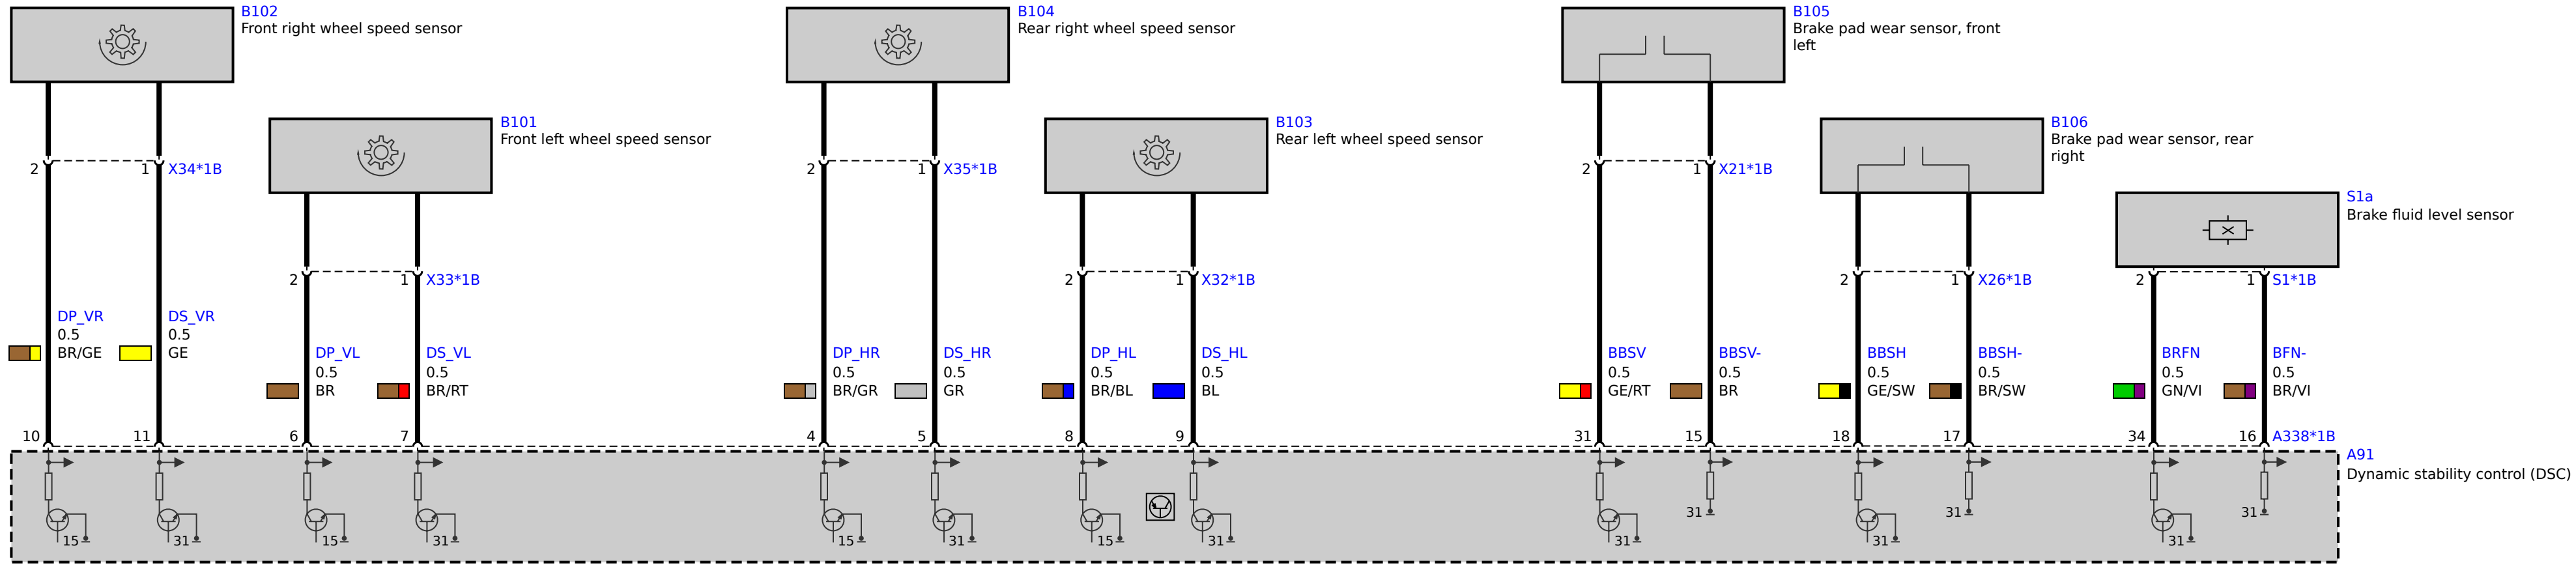 B102
Front right wheel speed sensor
B104
Rear right wheel speed sensor
B105
Brake pad wear sensor, front
left
B101
Front left wheel speed sensor
B103
Rear left wheel speed sensor
B106
Brake pad wear sensor, rear
right
2 1 X34*1B
2 1 X35*1B
2 1 X21*1B
S1a
Brake fluid level sensor
2 1 X33*1B
2 1 X32*1B
2 1 X26*1B
2 1 S1*1B
DP_VR
0.5
BR/GE
DS_VR
0.5
GE
DP_VL
0.5
BR
DS_VL
0.5
BR/RT
DP_HR
0.5
BR/GR
DS_HR
0.5
GR
DP_HL
0.5
BR/BL
DS_HL
0.5
BL
BBSV
0.5
GE/RT
BBSV-
0.5
BR
BBSH
0.5
GE/SW
BBSH-
0.5
BR/SW
BRFN
0.5
GN/VI
BFN-
0.5
BR/VI
10 11 6 7 4 5 8 9 31 15 18 17 34 16 A338*1B
A91
Dynamic stability control (DSC)
31 31 31
15 31 15 31 15 31 15 31 31 31 31